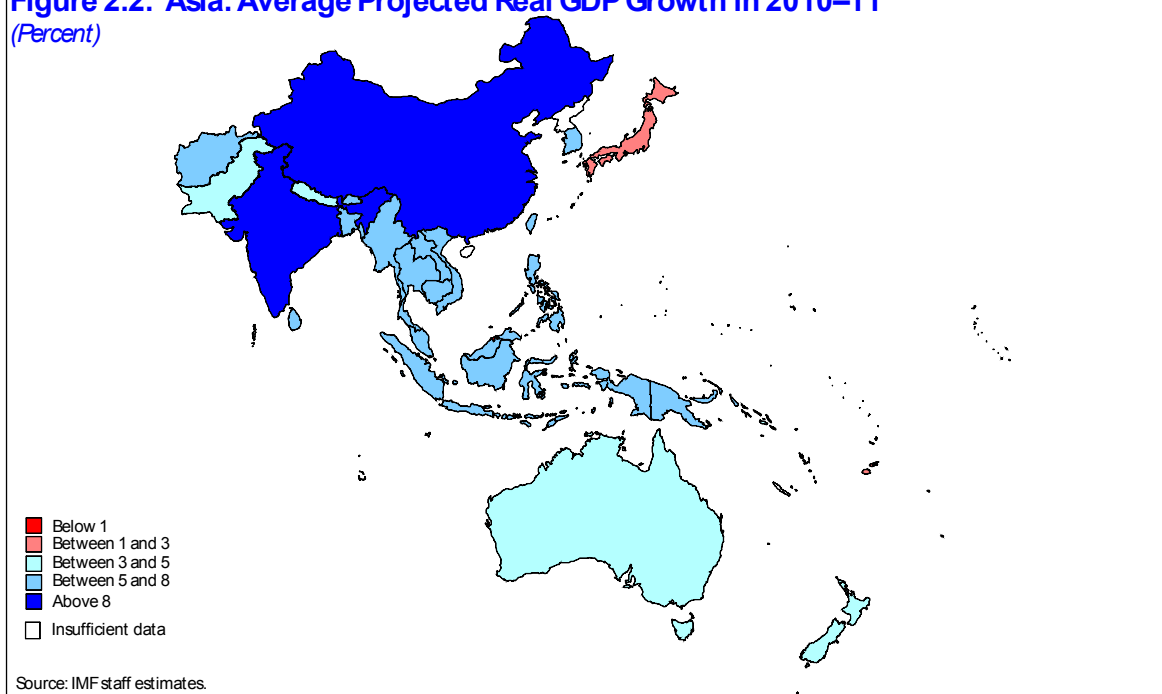 Figure 2.2. Asia: Average Projected Real GDP Growth in 2010–11
(Percent)
Below 1
Between 1 and 3
Between 3 and 5
Between 5 and 8
Above 8
Insufficient data
Source: IMF staff estimates.